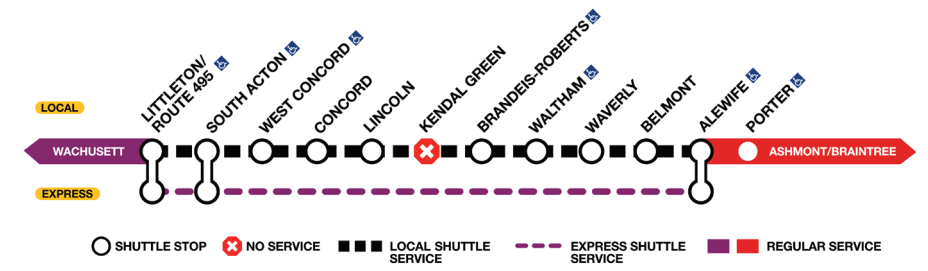 LITTLETON/
ROUTE 495
SOUTH ACTON
WEST CONCORD
CONCORD
LINCOLN
KENDAL GREEN
BRANDEIS-ROBERTS
WALTHAM
WAVERLY
BELMONT
ALEWIFE
PORTER
LOCAL
WACHUSETT
ASHMONT/BRAINTREE
EXPRESS
SHUTTLE STOP
NO SERVICE
LOCAL SHUTTLE
SERVICE
EXPRESS SHUTTLE
SERVICE
REGULAR SERVICE